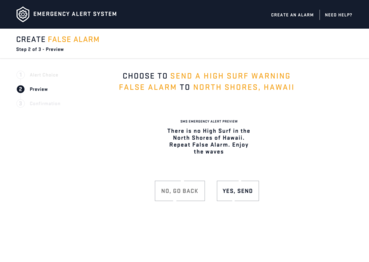 EMERGENCY ALERT SYSTEM
CREATE AN ALARM
NEED HELP?
CREATE FALSE ALARM
Step 2 of 3 - Preview
1
2 Preview
3 Confirmation
CHOOSE TO SEND A HIGH SURF WARNING
FALSE ALARM TO NORTH SHORES, HAWAII
SMS EMERGENCY ALERT PREVIEW
There is no High Surf in the
North Shores of Hawaii.
Repeat False Alarm. Enjoy
the waves
NO, GO BACK
YES, SEND